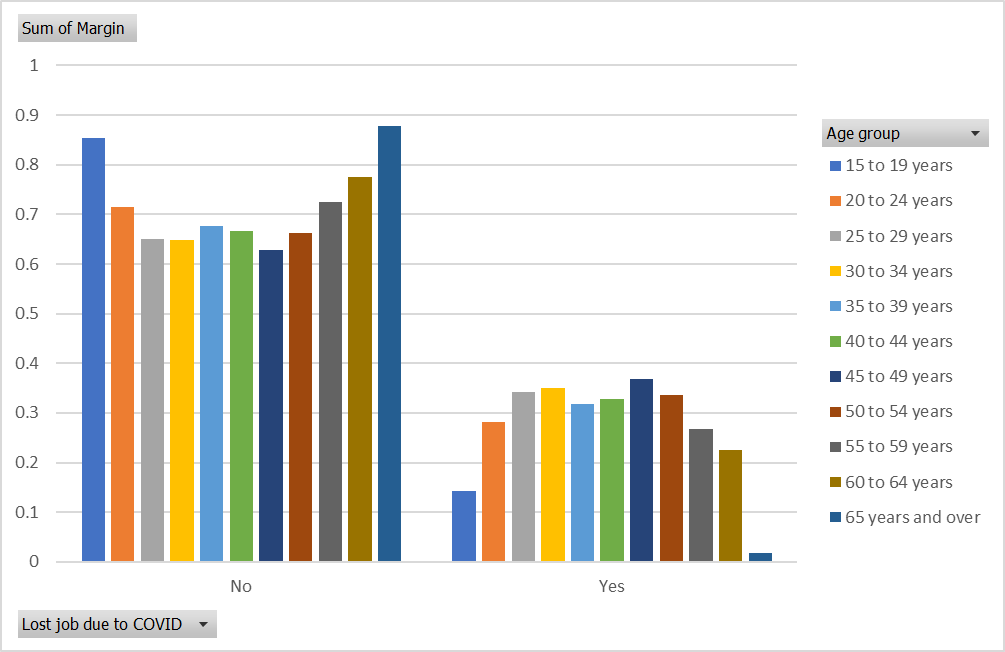 Sum of Margin
1
0.9
0.8
0.7
0.6
0.5
0.4
0.3
0.2
0.1
0
No
Yes
Lost job due to COVID
Age group
15 to 19 years
20 to 24 years
25 to 29 years
30 to 34 years
35 to 39 years
40 to 44 years
45 to 49 years
50 to 54 years
55 to 59 years
60 to 64 years
65 years and over